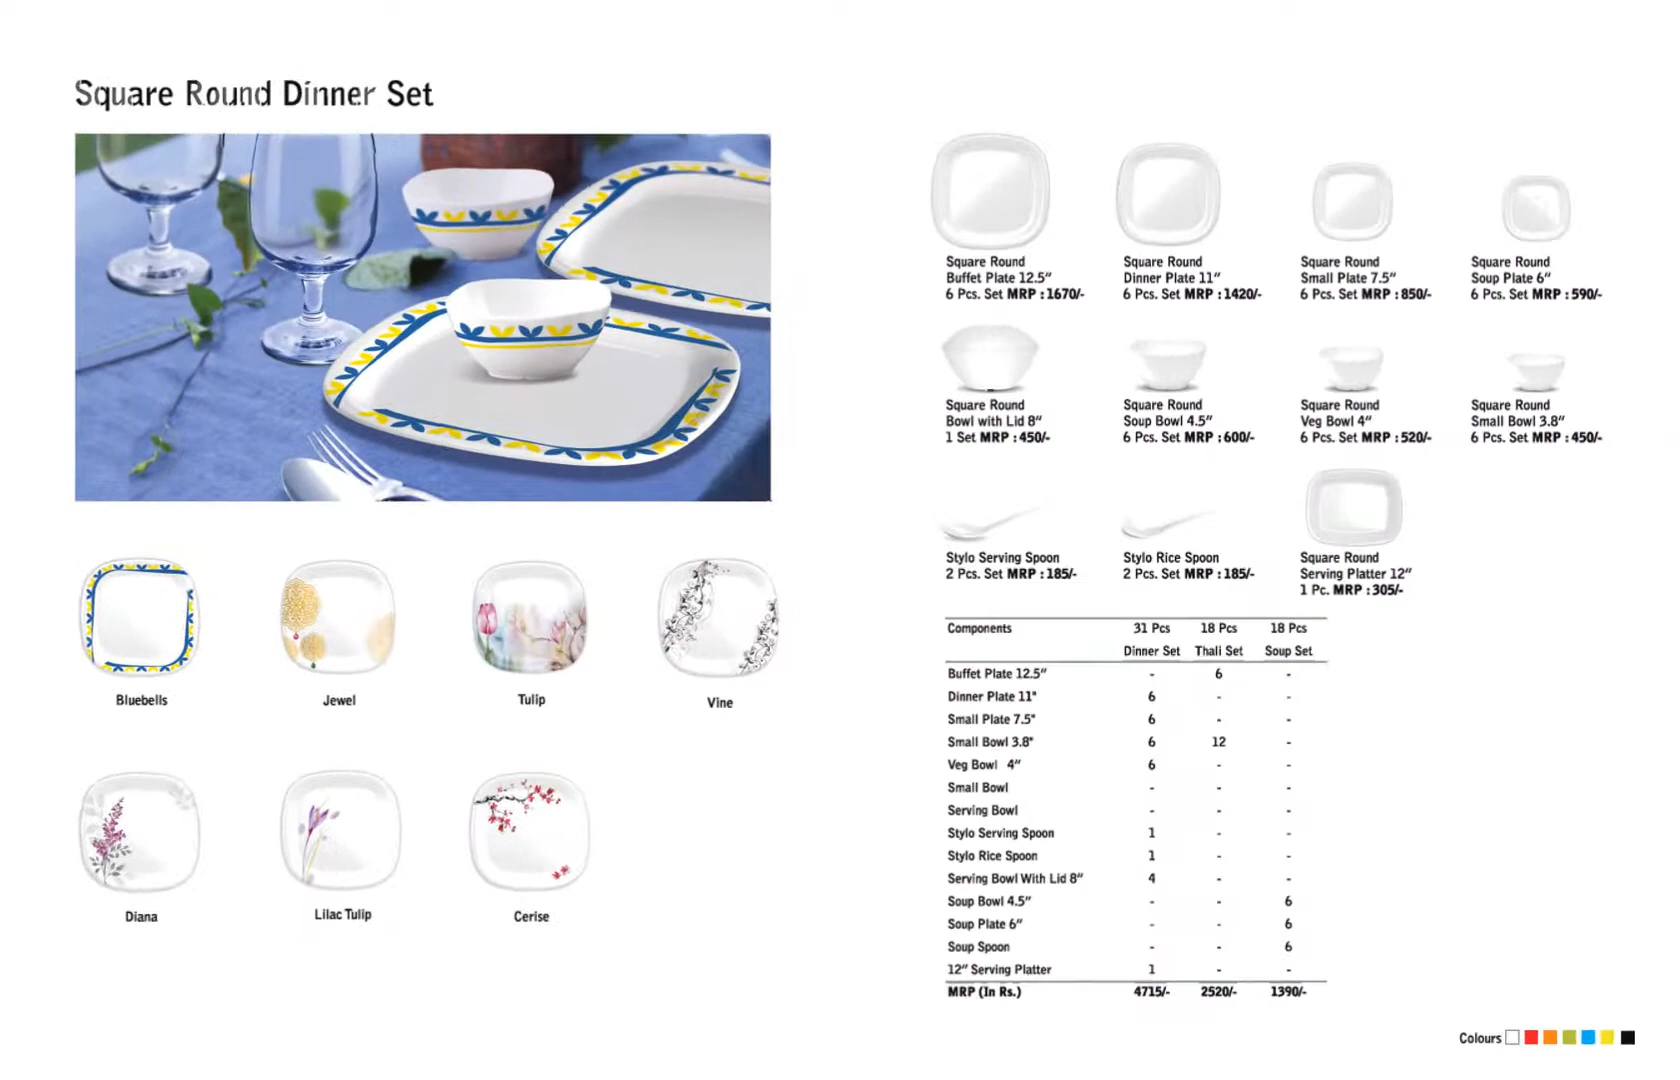 Square Round Dinner Set
Bluebells
Jewel
Tulip
Vine
Diana
Lilac Tulip
Cerise
Square Round
Buffet Plate 12.5"
6 Pcs. Set MRP : 1670/-
Square Round
Dinner Plate 11"
6 Pcs. Set MRP : 1420/-
Square Round
Small Plate 7.5"
6 Pcs. Set MRP : 850/-
Square Round
Soup Plate 6"
6 Pcs. Set MRP : 590/-
Square Round
Bowl with Lid 8"
1 Set MRP : 450/-
Square Round
Soup Bowl 4.5"
6 Pcs. Set MRP : 600/-
Square Round
Veg Bowl 4"
6 Pcs. Set MRP : 520/-
Square Round
Small Bowl 3.8"
6 Pcs. Set MRP : 450/-
Stylo Serving Spoon
2 Pcs. Set MRP : 185/-
Stylo Rice Spoon
2 Pcs. Set MRP : 185/-
Square Round
Serving Platter 12"
1 Pc. MRP : 305/-
Components 31 Pcs 18 Pcs 18 Pcs
Dinner Set Thali Set Soup Set
Buffet Plate 12.5" - 6 -
Dinner Plate 11" 6 - -
Small Plate 7.5" 6 - -
Small Bowl 3.8" 6 12 -
Veg Bowl 4" 6 - -
Small Bowl - - -
Serving Bowl - - -
Stylo Serving Spoon 1 - -
Stylo Rice Spoon 1 - -
Serving Bowl With Lid 8" 4 - -
Soup Bowl 4.5" - - 6
Soup Plate 6" - - 6
Soup Spoon - - 6
12" Serving Platter 1 - -
MRP (In Rs.) 4715/- 2520/- 1390/-
Colours